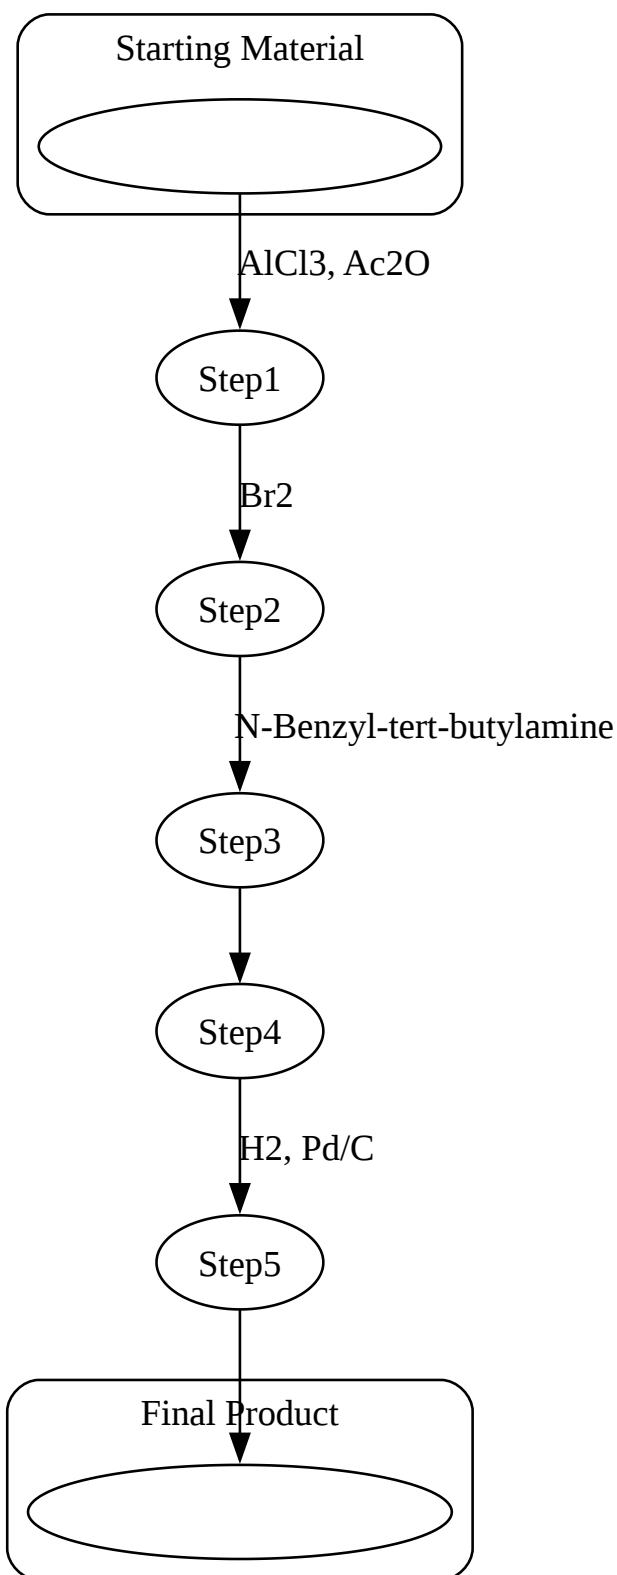 Starting Material
AlCl3, Ac2O
Step1
Br2
Step2
N-Benzyl-tert-butylamine
Step3
Step4
H2, Pd/C
Step5
Final Product